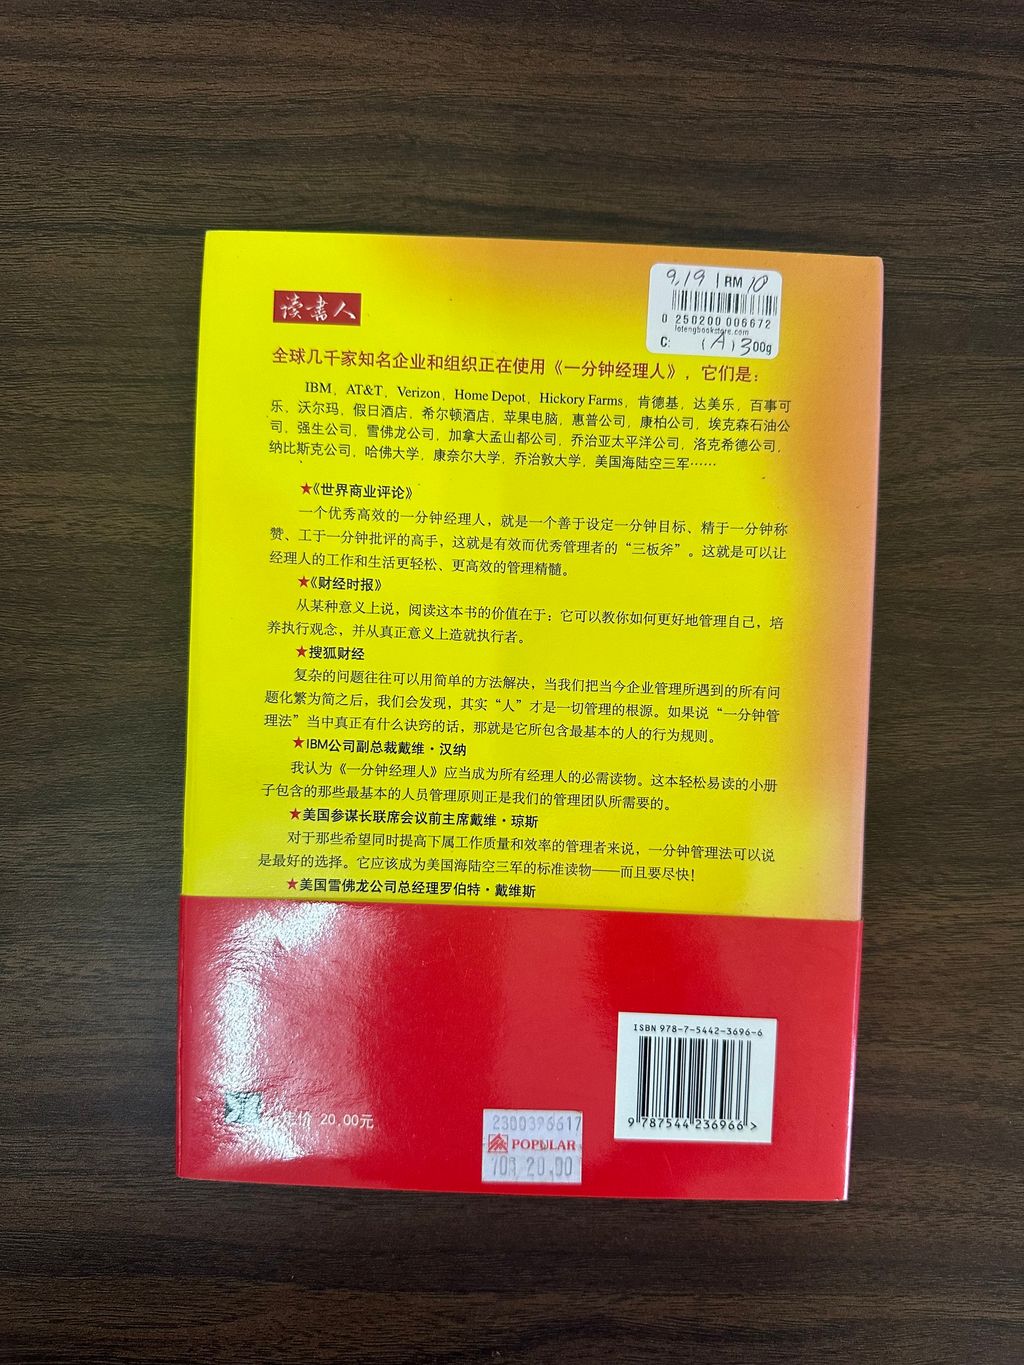 读书人
9.19 | RM 10
0 250200 006672
lotengbookstore.com
C: (A) 300g
全球几千家知名企业和组织正在使用《一分钟经理人》，它们是：
IBM，AT&T，Verizon，Home Depot，Hickory Farms，肯德基，达美乐，百事可
乐，沃尔玛，假日酒店，希尔顿酒店，苹果电脑，惠普公司，康柏公司，埃克森石油公
司，强生公司，雪佛龙公司，加拿大孟山都公司，乔治亚太平洋公司，洛克希德公司，
纳比斯克公司，哈佛大学，康奈尔大学，乔治敦大学，美国海陆空三军……
★《世界商业评论》
一个优秀高效的一分钟经理人，就是一个善于设定一分钟目标、精于一分钟称
赞、工于一分钟批评的高手，这就是有效而优秀管理者的“三板斧”。这就是可以让
经理人的工作和生活更轻松、更高效的管理精髓。
★《财经时报》
从某种意义上说，阅读这本书的价值在于：它可以教你如何更好地管理自己，培
养执行观念，并从真正意义上造就执行者。
★搜狐财经
复杂的问题往往可以用简单的方法解决，当我们把当今企业管理所遇到的所有问
题化繁为简之后，我们会发现，其实“人”才是一切管理的根源。如果说“一分钟管
理法”当中真正有什么诀窍的话，那就是它所包含最基本的人的行为规则。
★IBM公司副总裁戴维·汉纳
我认为《一分钟经理人》应当成为所有经理人的必需读物。这本轻松易读的小册
子包含的那些最基本的人员管理原则正是我们的管理团队所需要的。
★美国参谋长联席会议前主席戴维·琼斯
对于那些希望同时提高下属工作质量和效率的管理者来说，一分钟管理法可以说
是最好的选择。它应该成为美国海陆空三军的标准读物——而且要尽快！
★美国雪佛龙公司总经理罗伯特·戴维斯
ISBN 978-7-5442-3696-6
9 787544 236966 >
定价 20.00元
2300396617
POPULAR
20.00